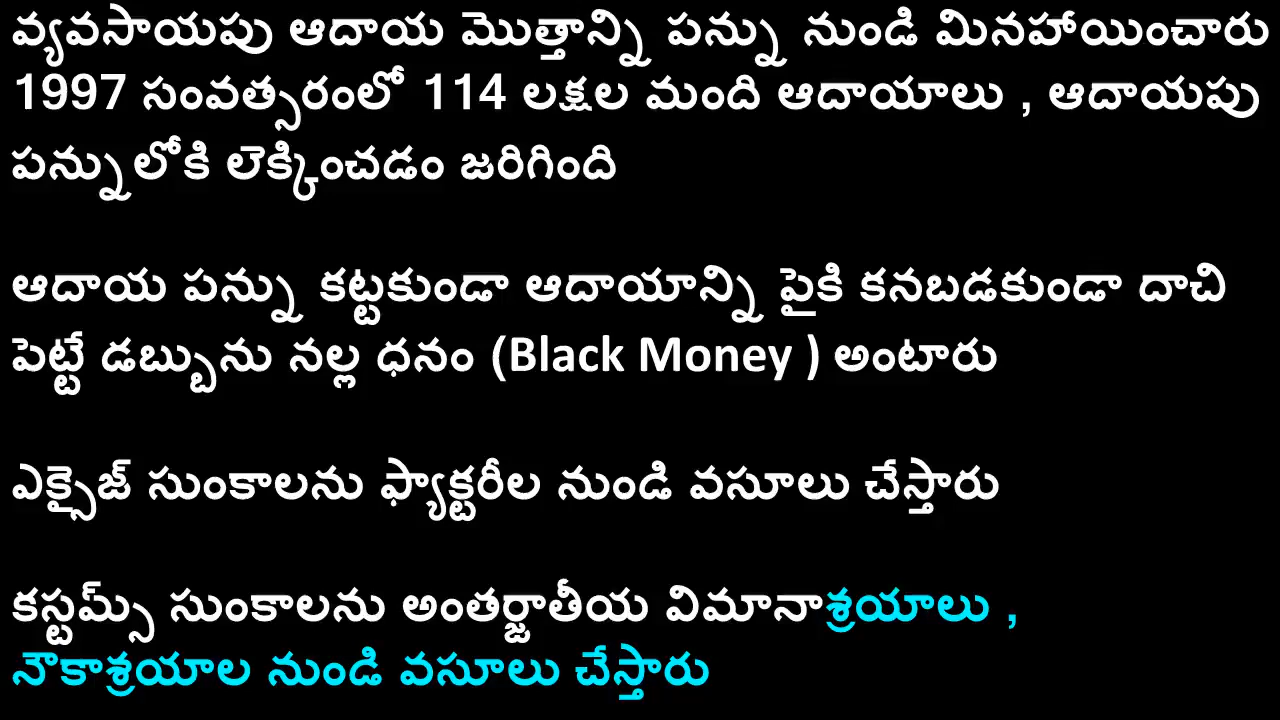 వ్యవసాయపు ఆదాయ మొత్తాన్ని పన్ను నుండి మినహాయించారు
1997 సంవత్సరంలో 114 లక్షల మంది ఆదాయాలు , ఆదాయపు
పన్నులోకి లెక్కించడం జరిగింది
ఆదాయ పన్ను కట్టకుండా ఆదాయాన్ని పైకి కనబడకుండా దాచి
పెట్టే డబ్బును నల్ల ధనం (Black Money ) అంటారు
ఎక్సైజ్ సుంకాలను ఫ్యాక్టరీల నుండి వసూలు చేస్తారు
కస్టమ్స్ సుంకాలను అంతర్జాతీయ విమానాశ్రయాలు ,
నౌకాశ్రయాల నుండి వసూలు చేస్తారు